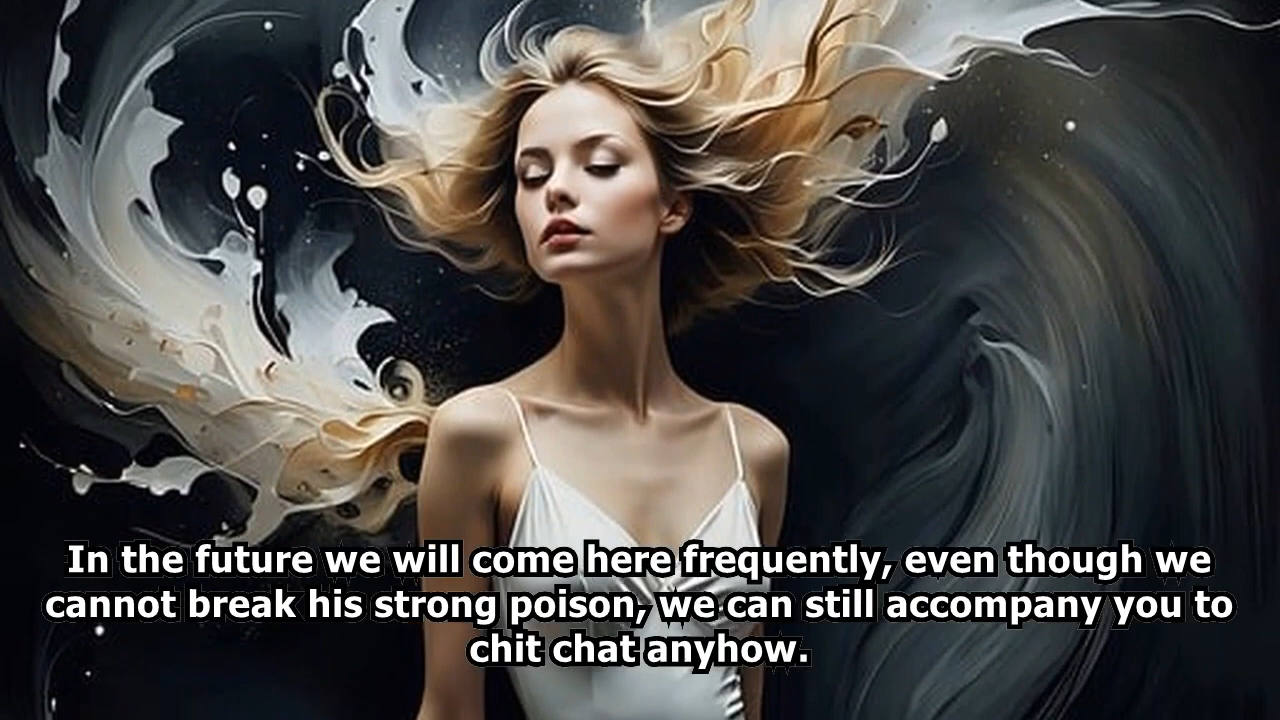 In the future we will come here frequently, even though we
cannot break his strong poison, we can still accompany you to
chit chat anyhow.